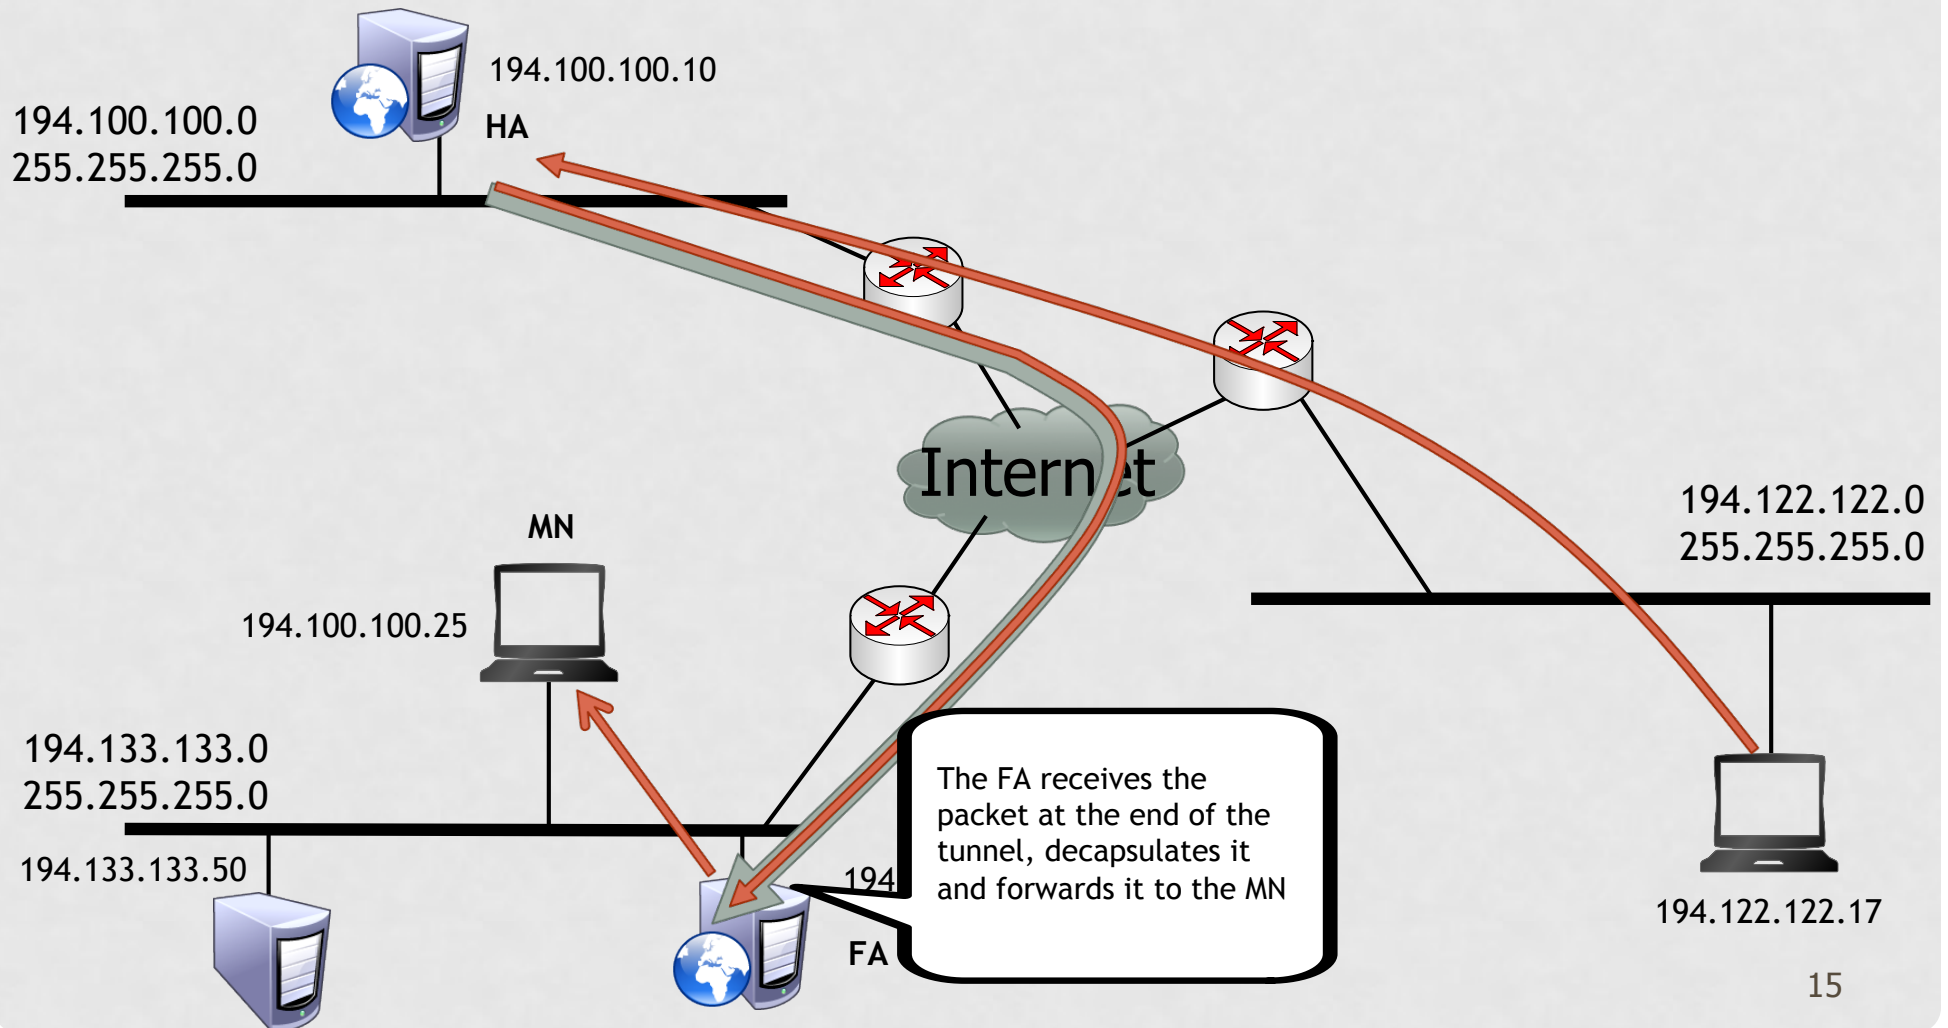 194.100.100.10
HA
194.100.100.0
255.255.255.0
Internet
194.122.122.0
255.255.255.0
MN
194.100.100.25
194.133.133.0
255.255.255.0
The FA receives the
packet at the end of the
tunnel, decapsulates it
and forwards it to the MN
194.133.133.50
194
FA
194.122.122.17
15